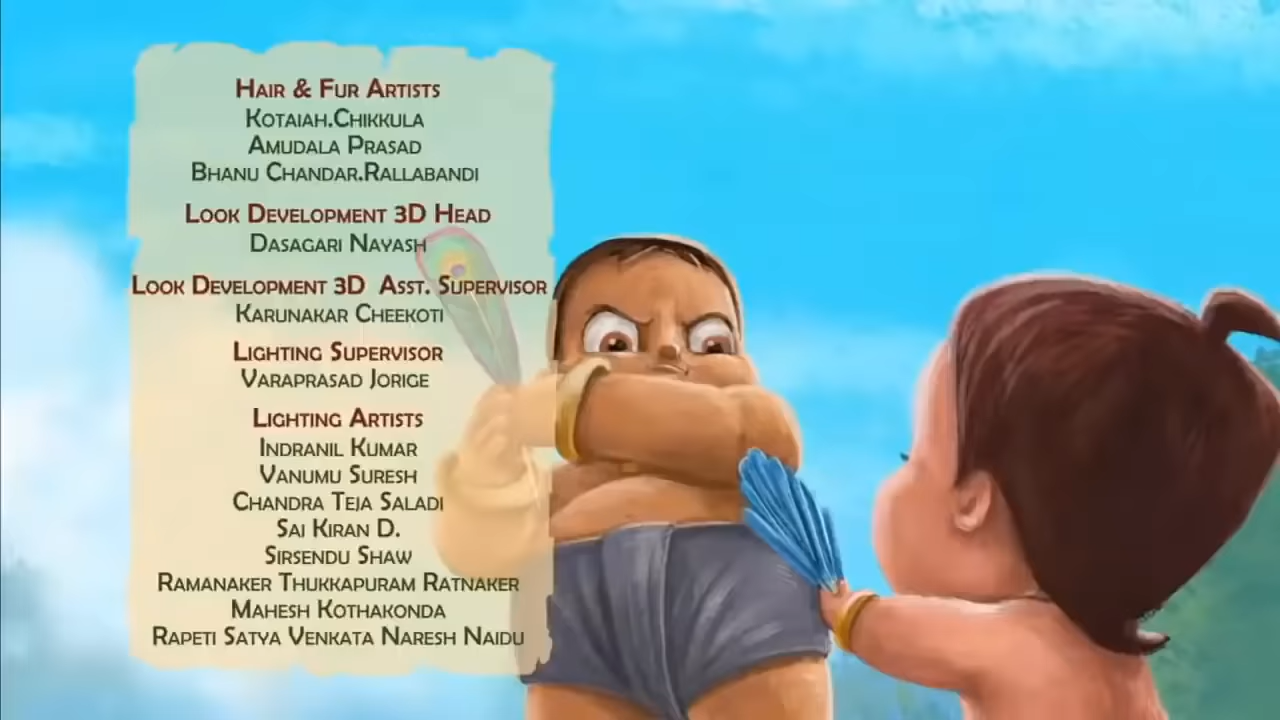 Hair & Fur Artists
Kotaiah.Chikkula
Amudala Prasad
Bhanu Chandar.Rallabandi
Look Development 3D Head
Dasagari Nayash
Look Development 3D Asst. Supervisor
Karunakar Cheekoti
Lighting Supervisor
Varaprasad Jorige
Lighting Artists
Indranil Kumar
Vanumu Suresh
Chandra Teja Saladi
Sai Kiran D.
Sirsendu Shaw
Ramanaker Thukkapuram Ratnaker
Mahesh Kothakonda
Rapeti Satya Venkata Naresh Naidu